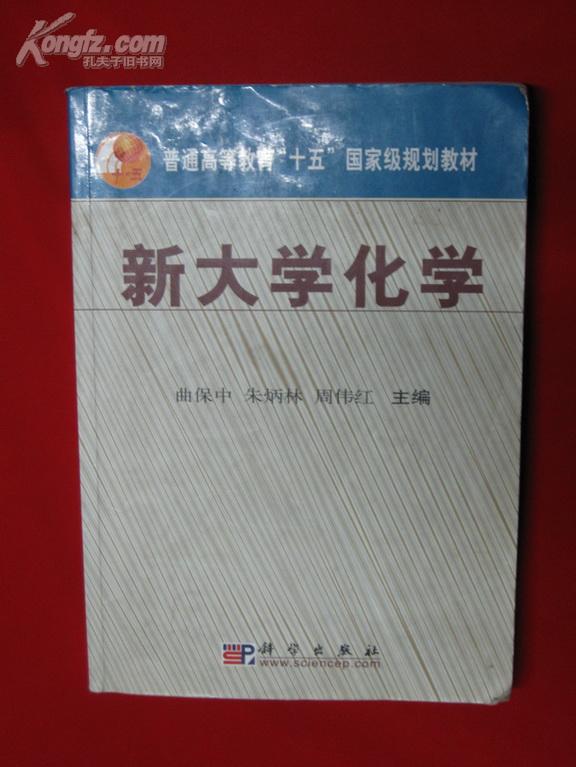 Kongfz.com
孔夫子旧书网
十·五
普通高等教育“十五”国家级规划教材
新大学化学
曲保中 朱炳林 周伟红 主编
科学出版社
www.sciencep.com